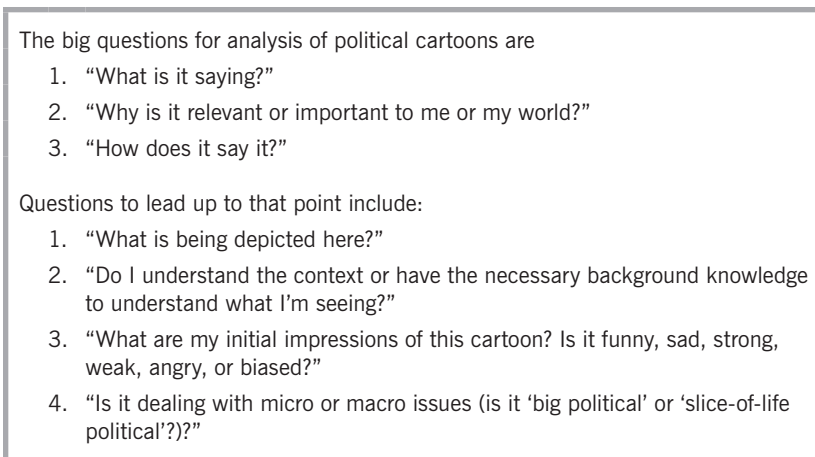 The big questions for analysis of political cartoons are
1. “What is it saying?”
2. “Why is it relevant or important to me or my world?”
3. “How does it say it?”
Questions to lead up to that point include:
1. “What is being depicted here?”
2. “Do I understand the context or have the necessary background knowledge
to understand what I’m seeing?”
3. “What are my initial impressions of this cartoon? Is it funny, sad, strong,
weak, angry, or biased?”
4. “Is it dealing with micro or macro issues (is it ‘big political’ or ‘slice-of-life
political’?)?”